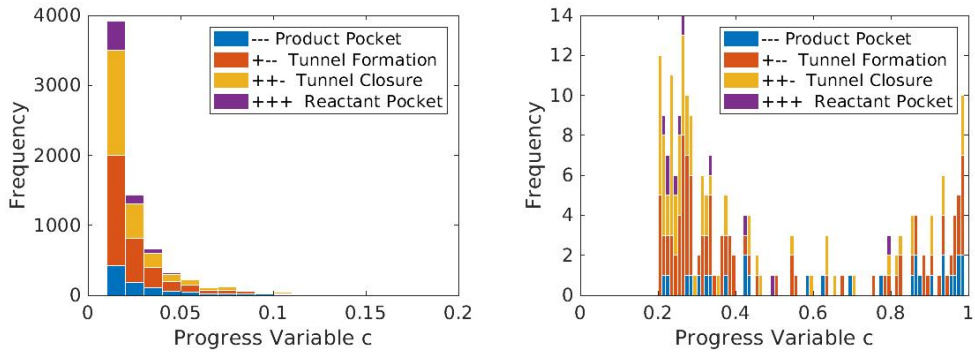 4000
3000
2000
1000
0
Frequency
--- Product Pocket
+-- Tunnel Formation
++- Tunnel Closure
+++ Reactant Pocket
0 0.05 0.1 0.15 0.2
Progress Variable c
14
12
10
8
6
4
2
0
Frequency
--- Product Pocket
+-- Tunnel Formation
++- Tunnel Closure
+++ Reactant Pocket
0 0.2 0.4 0.6 0.8 1
Progress Variable c